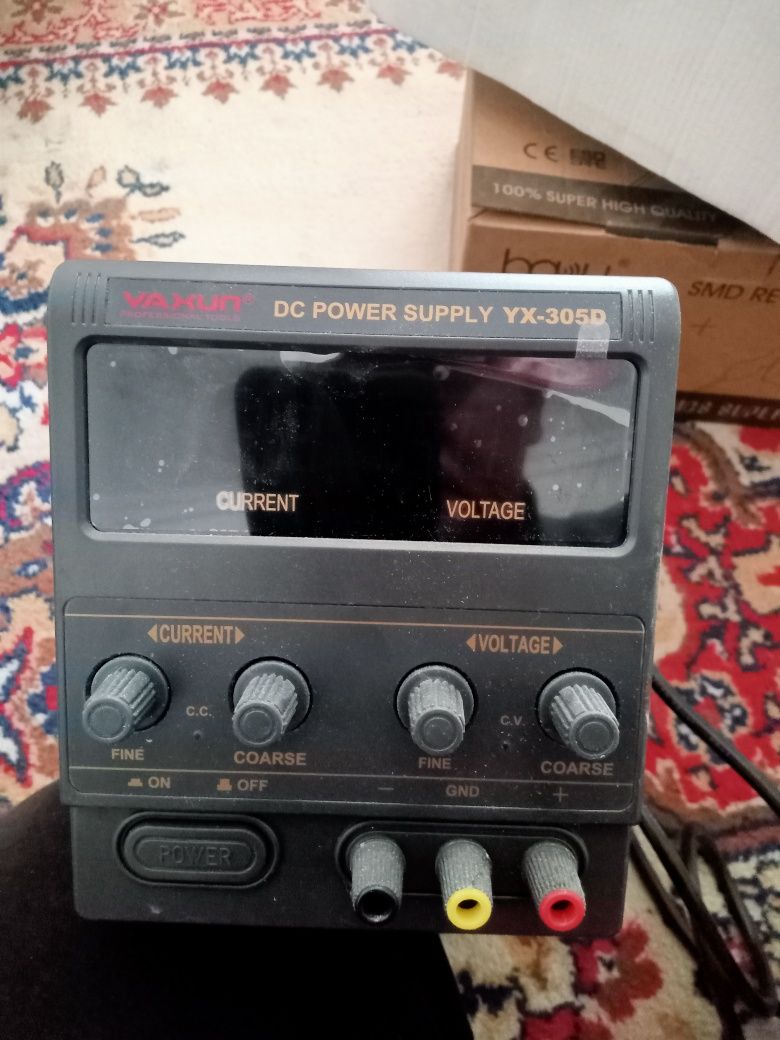 CE
100% SUPER HIGH QUALITY
SMD RE
YAXUN®
PROFESSIONAL TOOLS
DC POWER SUPPLY YX-305D
CURRENT
VOLTAGE
CURRENT
VOLTAGE
C.C.
C.V.
FINE
COARSE
FINE
COARSE
ON
OFF
−
GND
+
POWER